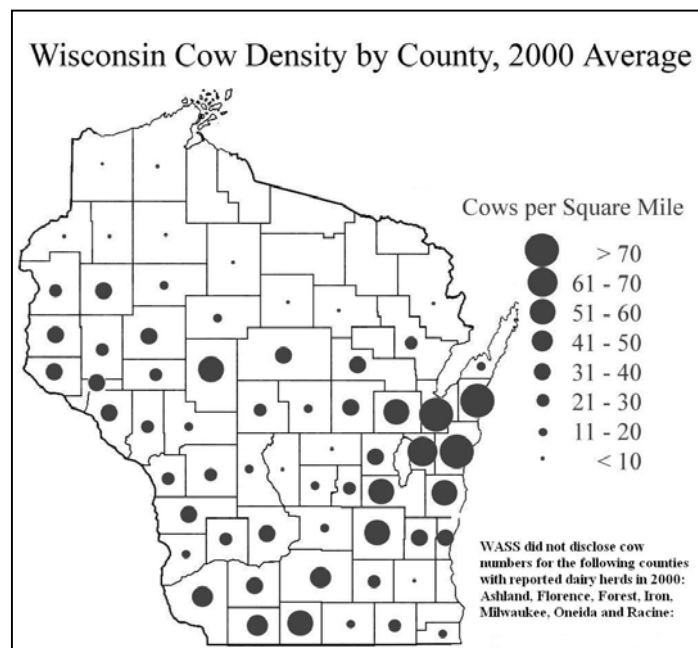 Wisconsin Cow Density by County, 2000 Average
Cows per Square Mile
> 70
61 - 70
51 - 60
41 - 50
31 - 40
21 - 30
11 - 20
< 10
WASS did not disclose cow
numbers for the following counties
with reported dairy herds in 2000:
Ashland, Florence, Forest, Iron,
Milwaukee, Oneida and Racine: